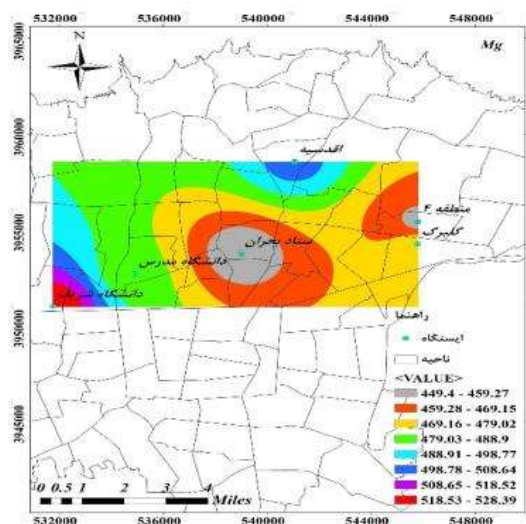 532000 536000 540000 544000 548000
3965000
N
Mg
3960000
اقدسیه
منطقه ۴
3955000
ستاد بحران
گلبرگ
دانشگاه مدرس
دانشگاه شریف
3950000
راهنما
ایستگاه
ناحیه
<VALUE>
449.4 - 459.27
459.28 - 469.15
469.16 - 479.02
479.03 - 488.9
488.91 - 498.77
498.78 - 508.64
508.65 - 518.52
518.53 - 528.39
3945000
0 0.5 1 2 3 4
Miles
532000 536000 540000 544000 548000